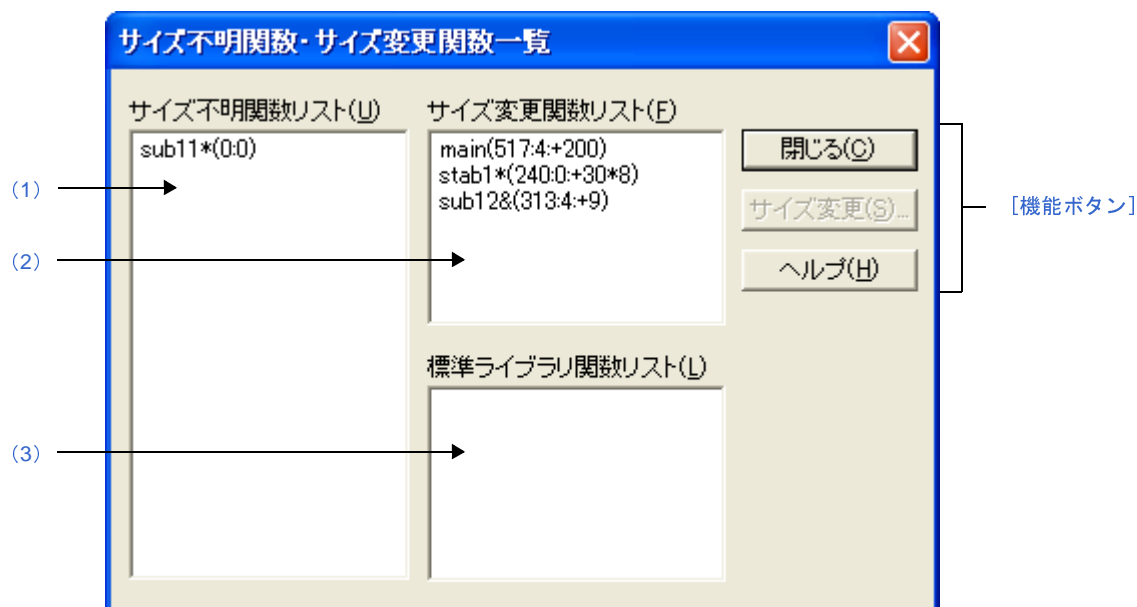 サイズ不明関数・サイズ変更関数一覧
サイズ不明関数リスト(U)
sub11*(0:0)
サイズ変更関数リスト(F)
main(517:4:+200)
stab1*(240:0:+30*8)
sub12&(313:4:+9)
標準ライブラリ関数リスト(L)
閉じる(C)
サイズ変更(S)...
ヘルプ(H)
(1)
(2)
(3)
[機能ボタン]